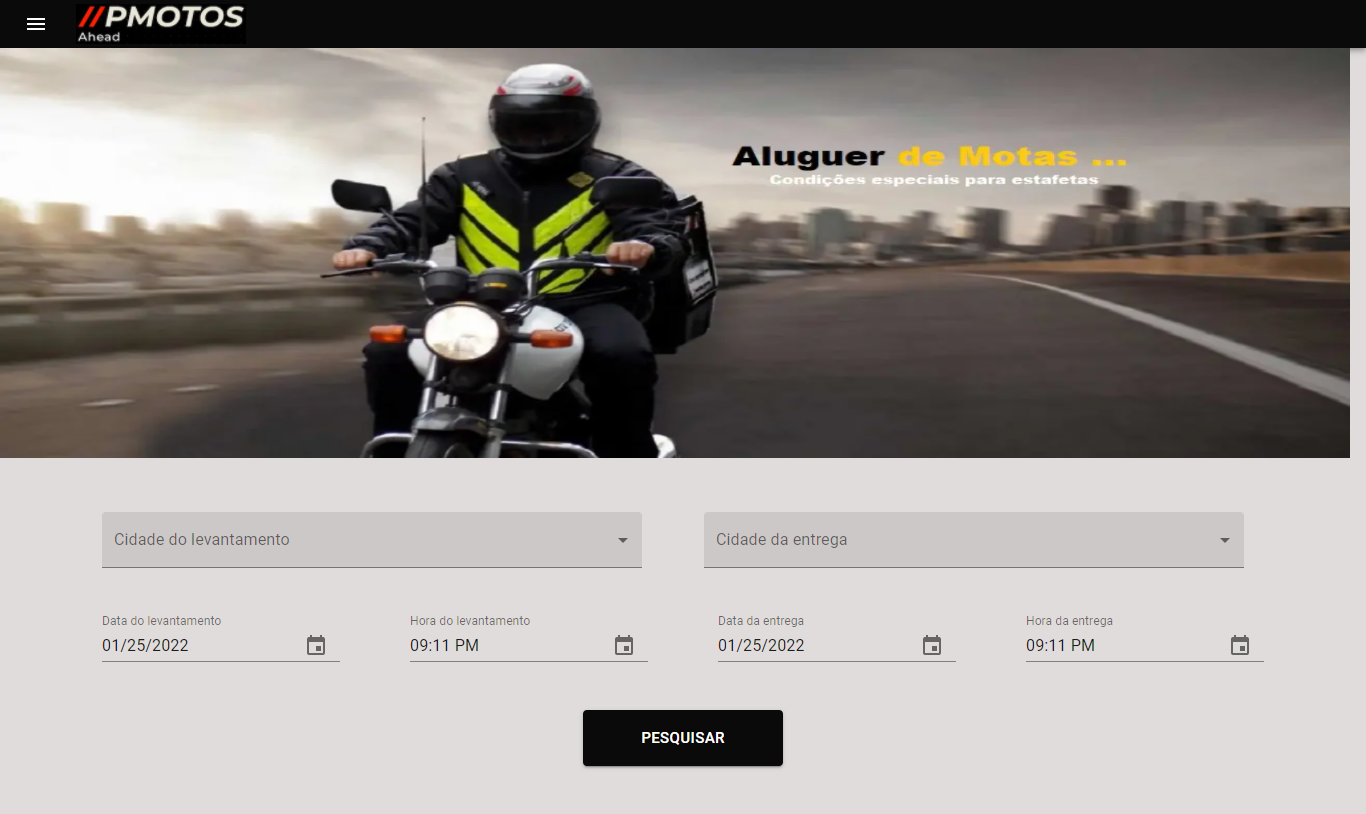 //PMOTOS
Ahead
Aluguer de Motas ...
Condições especiais para estafetas
Cidade do levantamento
Cidade da entrega
Data do levantamento
Hora do levantamento
Data da entrega
Hora da entrega
01/25/2022
09:11 PM
01/25/2022
09:11 PM
PESQUISAR